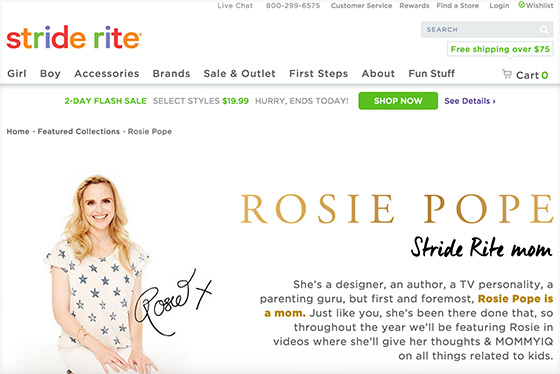 Live Chat 800-299-6575 Customer Service Rewards Find a Store Login Wishlist
stride rite
SEARCH
Free shipping over $75
Girl Boy Accessories Brands Sale & Outlet First Steps About Fun Stuff Cart 0
2-DAY FLASH SALE SELECT STYLES $19.99 HURRY, ENDS TODAY! SHOP NOW See Details ›
Home • Featured Collections • Rosie Pope
ROSIE POPE
Stride Rite mom
Rosie x
She's a designer, an author, a TV personality, a
parenting guru, but first and foremost, Rosie Pope is
a mom. Just like you, she's been there done that, so
throughout the year we'll be featuring Rosie in
videos where she'll give her thoughts & MOMMYIQ
on all things related to kids.